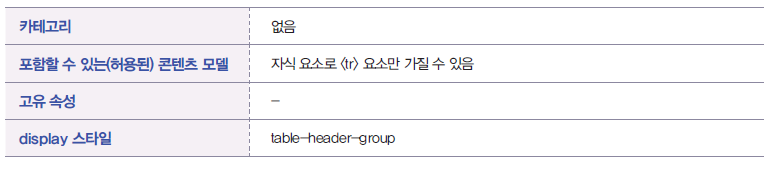 카테고리 없음
포함할 수 있는(허용된) 콘텐츠 모델 자식 요소로 〈tr〉 요소만 가질 수 있음
고유 속성 –
display 스타일 table-header-group